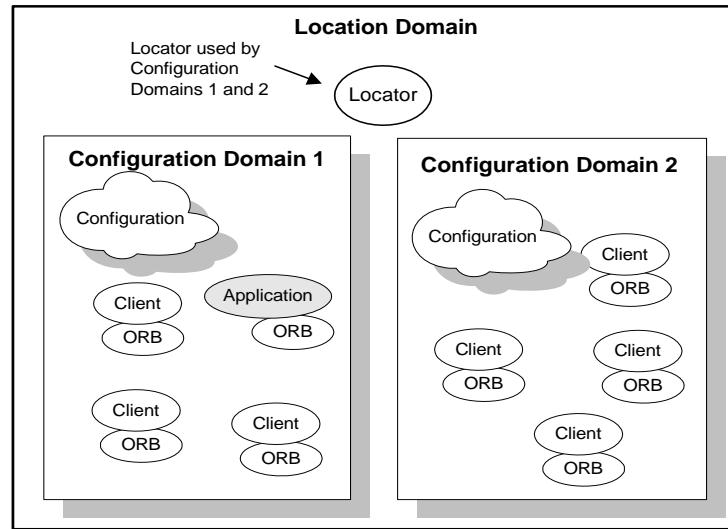 Location Domain
Locator used by
Configuration
Domains 1 and 2
Locator
Configuration Domain 1
Configuration
Client
ORB
Application
ORB
Client
ORB
Client
ORB
Configuration Domain 2
Configuration
Client
ORB
Client
ORB
Client
ORB
Client
ORB